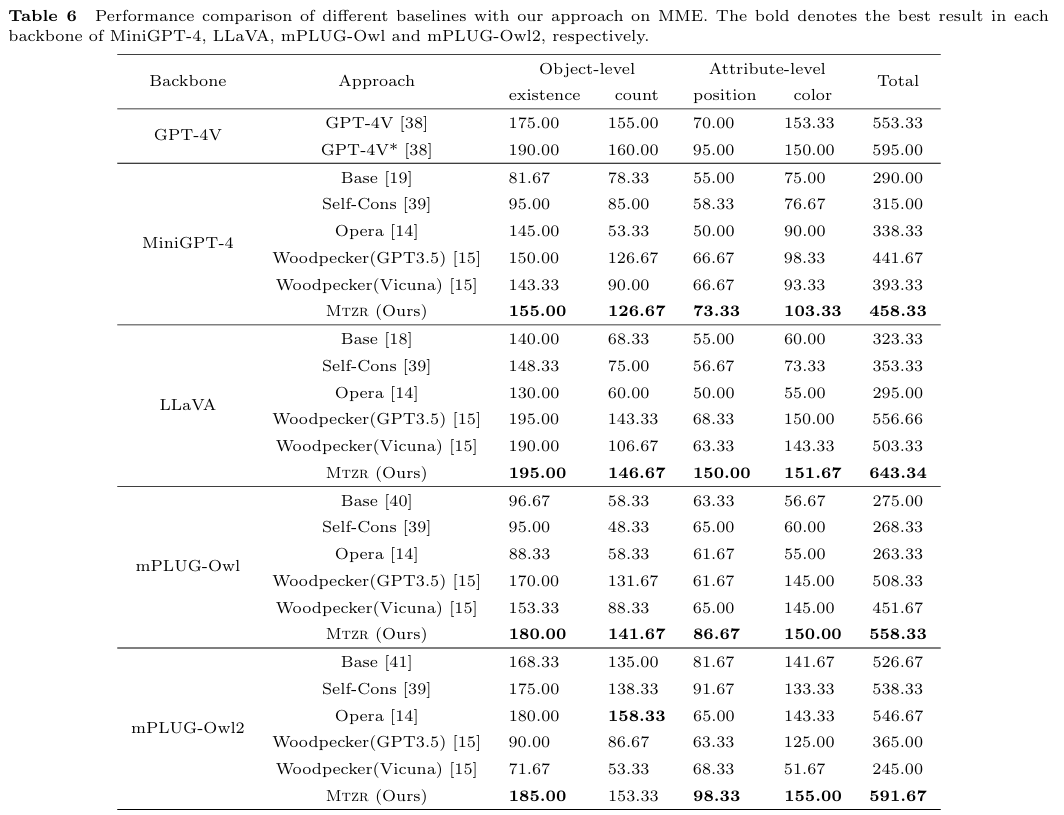 Table 6 Performance comparison of different baselines with our approach on MME. The bold denotes the best result in each
backbone of MiniGPT-4, LLaVA, mPLUG-Owl and mPLUG-Owl2, respectively.
Backbone Approach Object-level Attribute-level Total
existence count position color
GPT-4V
GPT-4V [38] 175.00 155.00 70.00 153.33 553.33
GPT-4V* [38] 190.00 160.00 95.00 150.00 595.00
MiniGPT-4
Base [19] 81.67 78.33 55.00 75.00 290.00
Self-Cons [39] 95.00 85.00 58.33 76.67 315.00
Opera [14] 145.00 53.33 50.00 90.00 338.33
Woodpecker(GPT3.5) [15] 150.00 126.67 66.67 98.33 441.67
Woodpecker(Vicuna) [15] 143.33 90.00 66.67 93.33 393.33
MTZR (Ours) 155.00 126.67 73.33 103.33 458.33
LLaVA
Base [18] 140.00 68.33 55.00 60.00 323.33
Self-Cons [39] 148.33 75.00 56.67 73.33 353.33
Opera [14] 130.00 60.00 50.00 55.00 295.00
Woodpecker(GPT3.5) [15] 195.00 143.33 68.33 150.00 556.66
Woodpecker(Vicuna) [15] 190.00 106.67 63.33 143.33 503.33
MTZR (Ours) 195.00 146.67 150.00 151.67 643.34
mPLUG-Owl
Base [40] 96.67 58.33 63.33 56.67 275.00
Self-Cons [39] 95.00 48.33 65.00 60.00 268.33
Opera [14] 88.33 58.33 61.67 55.00 263.33
Woodpecker(GPT3.5) [15] 170.00 131.67 61.67 145.00 508.33
Woodpecker(Vicuna) [15] 153.33 88.33 65.00 145.00 451.67
MTZR (Ours) 180.00 141.67 86.67 150.00 558.33
mPLUG-Owl2
Base [41] 168.33 135.00 81.67 141.67 526.67
Self-Cons [39] 175.00 138.33 91.67 133.33 538.33
Opera [14] 180.00 158.33 65.00 143.33 546.67
Woodpecker(GPT3.5) [15] 90.00 86.67 63.33 125.00 365.00
Woodpecker(Vicuna) [15] 71.67 53.33 68.33 51.67 245.00
MTZR (Ours) 185.00 153.33 98.33 155.00 591.67